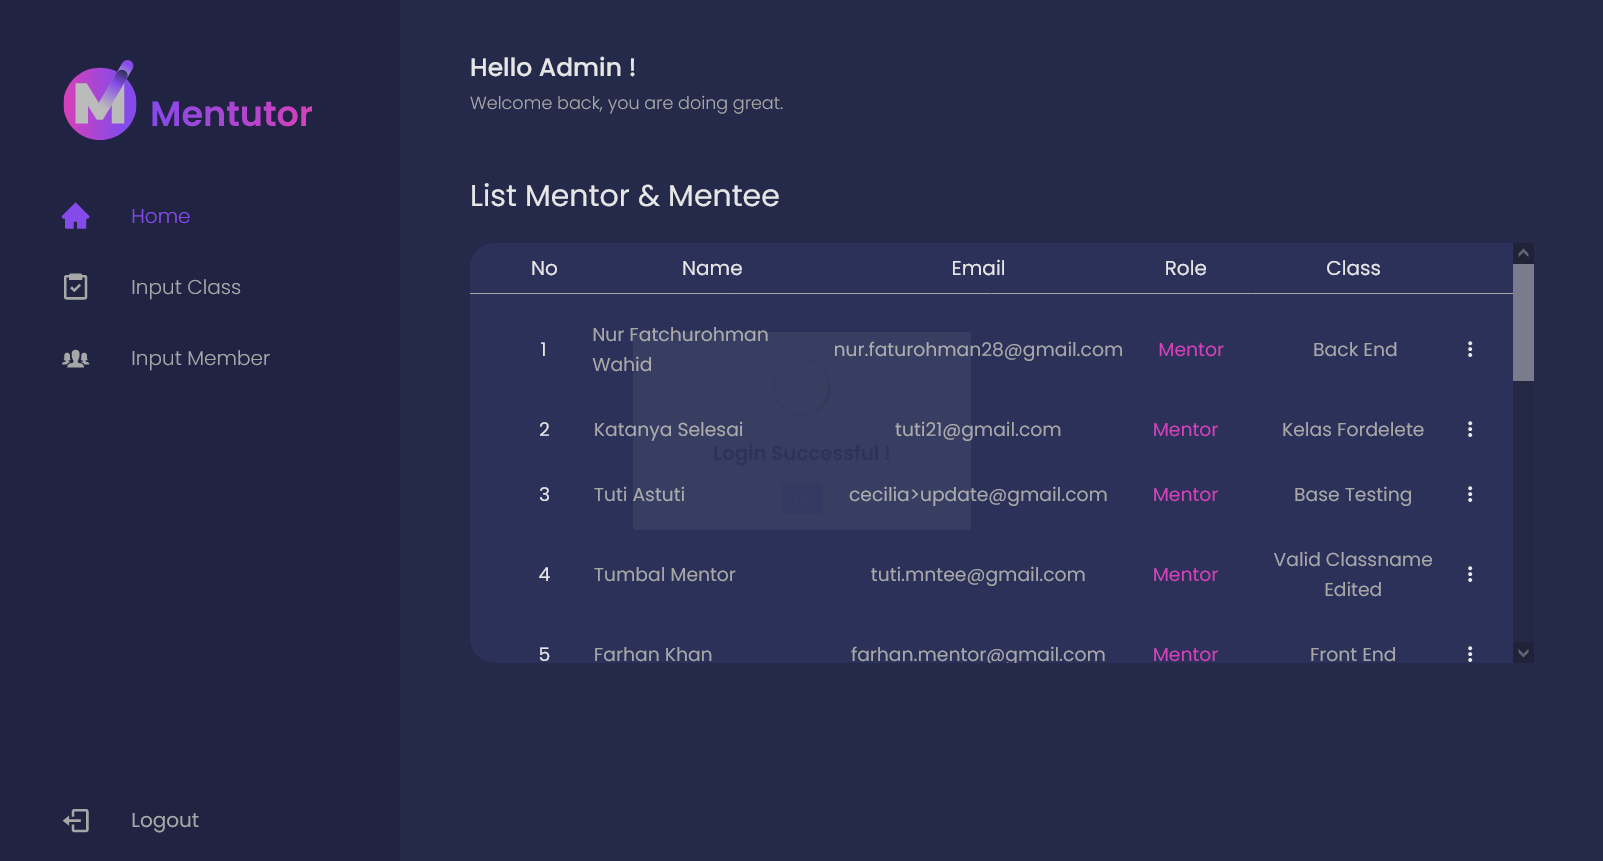 Mentutor
Home
Input Class
Input Member
Logout
Hello Admin !
Welcome back, you are doing great.
List Mentor & Mentee
No Name Email Role Class
1 Nur Fatchurohman Wahid nur.faturohman28@gmail.com Mentor Back End
2 Katanya Selesai tuti21@gmail.com Mentor Kelas Fordelete
Login Successful !
3 Tuti Astuti cecilia>update@gmail.com Mentor Base Testing
4 Tumbal Mentor tuti.mntee@gmail.com Mentor Valid Classname Edited
5 Farhan Khan farhan.mentor@gmail.com Mentor Front End